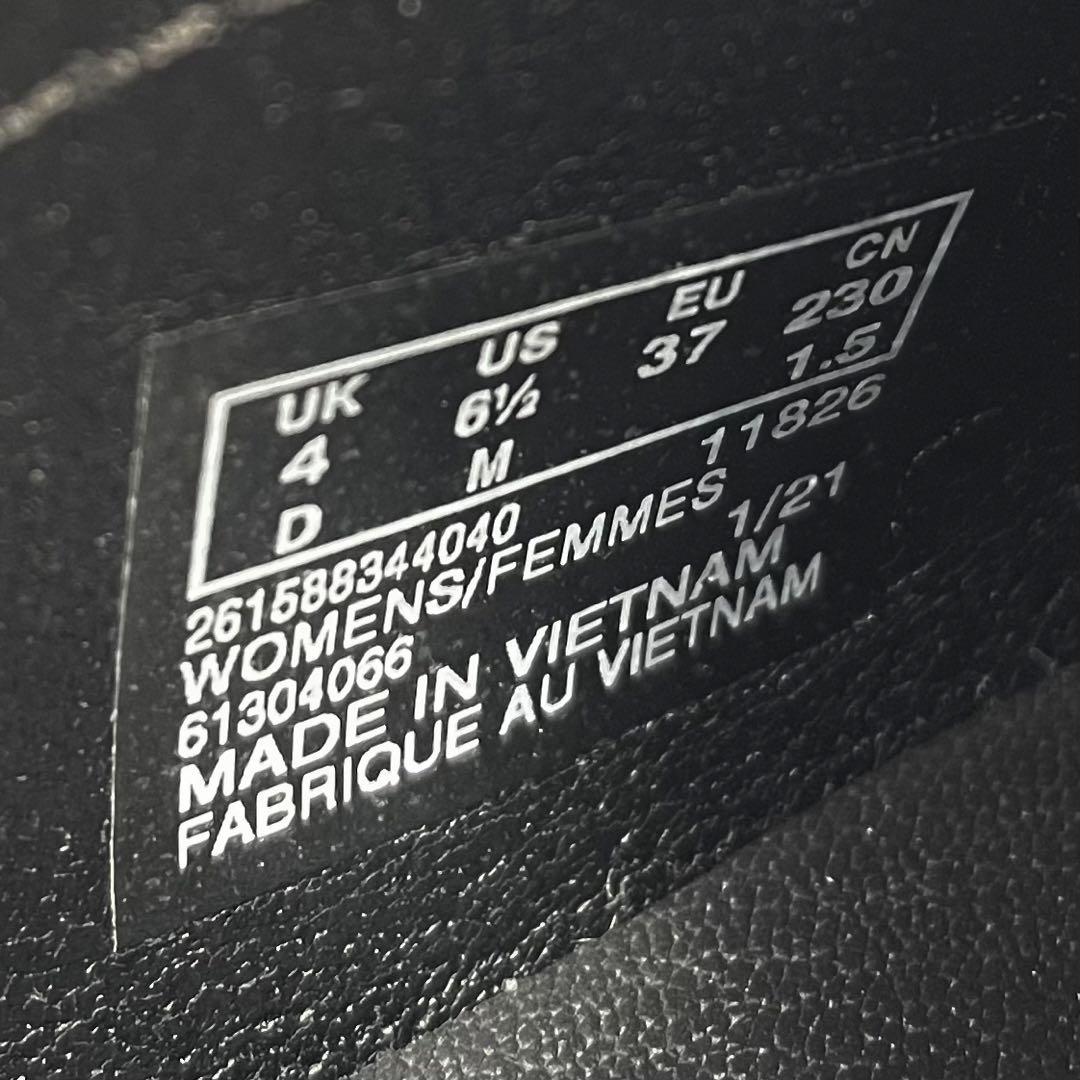 UK US EU CN
4 6½ 37 230
D M 1.5
261588344040 11826
WOMENS/FEMMES
61304066 1/21
MADE IN VIETNAM
FABRIQUE AU VIETNAM